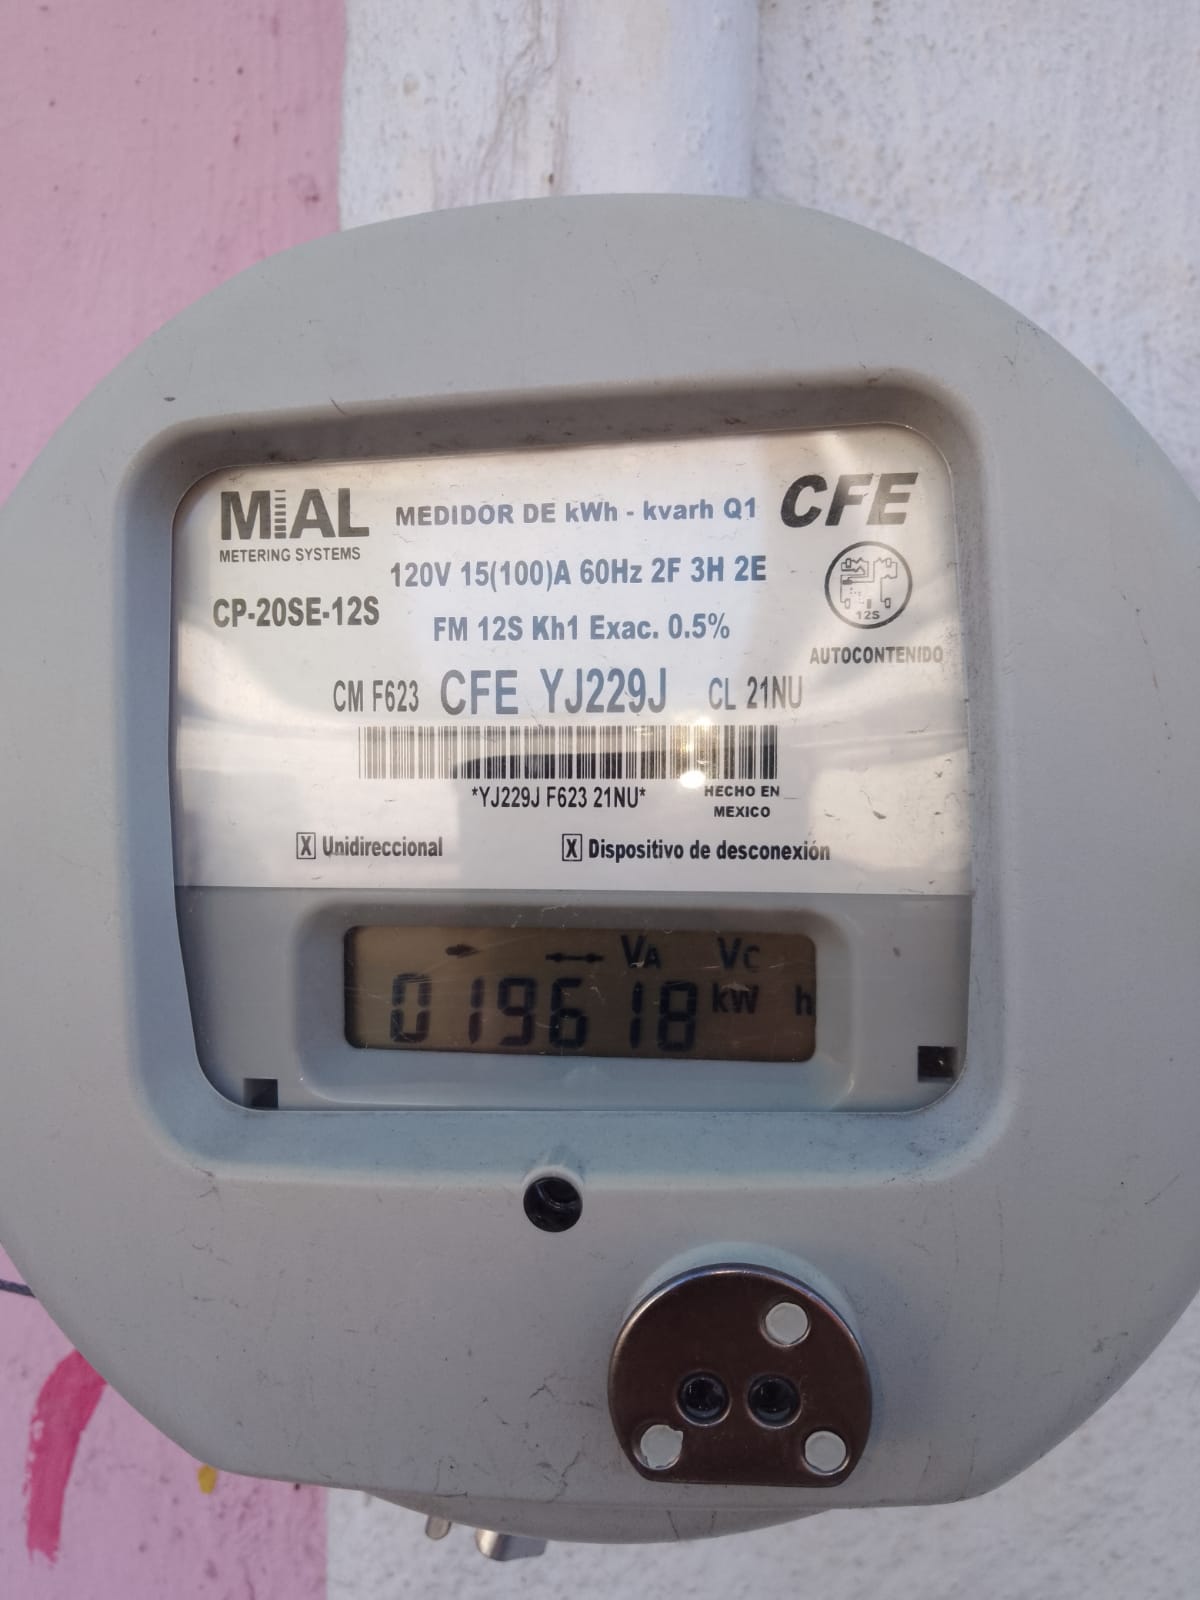 MIAL
METERING SYSTEMS
MEDIDOR DE kWh - kvarh Q1
CFE
120V 15(100)A 60Hz 2F 3H 2E
CP-20SE-12S
FM 12S Kh1 Exac. 0.5%
12S
AUTOCONTENIDO
CM F623 CFE YJ229J CL 21NU
*YJ229J F623 21NU*
HECHO EN
MEXICO
X Unidireccional
X Dispositivo de desconexión
VA VC
019618 kW h